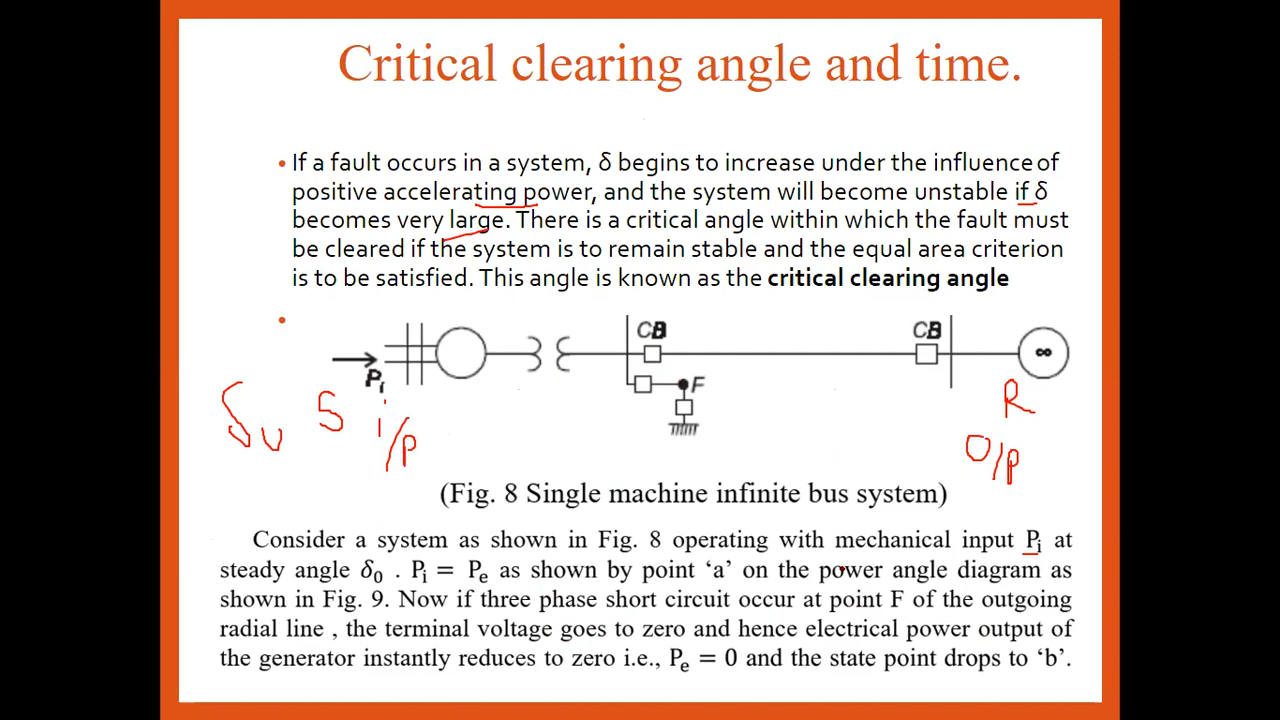 Critical clearing angle and time.
• If a fault occurs in a system, δ begins to increase under the influence of
positive accelerating power, and the system will become unstable if δ
becomes very large. There is a critical angle within which the fault must
be cleared if the system is to remain stable and the equal area criterion
is to be satisfied. This angle is known as the critical clearing angle
•
CB CB
∞
Pi
F
δ υ S i/p
R
O/p
(Fig. 8 Single machine infinite bus system)
Consider a system as shown in Fig. 8 operating with mechanical input Pi at
steady angle δ0 . Pi = Pe as shown by point ‘a’ on the power angle diagram as
shown in Fig. 9. Now if three phase short circuit occur at point F of the outgoing
radial line , the terminal voltage goes to zero and hence electrical power output of
the generator instantly reduces to zero i.e., Pe = 0 and the state point drops to ‘b’.